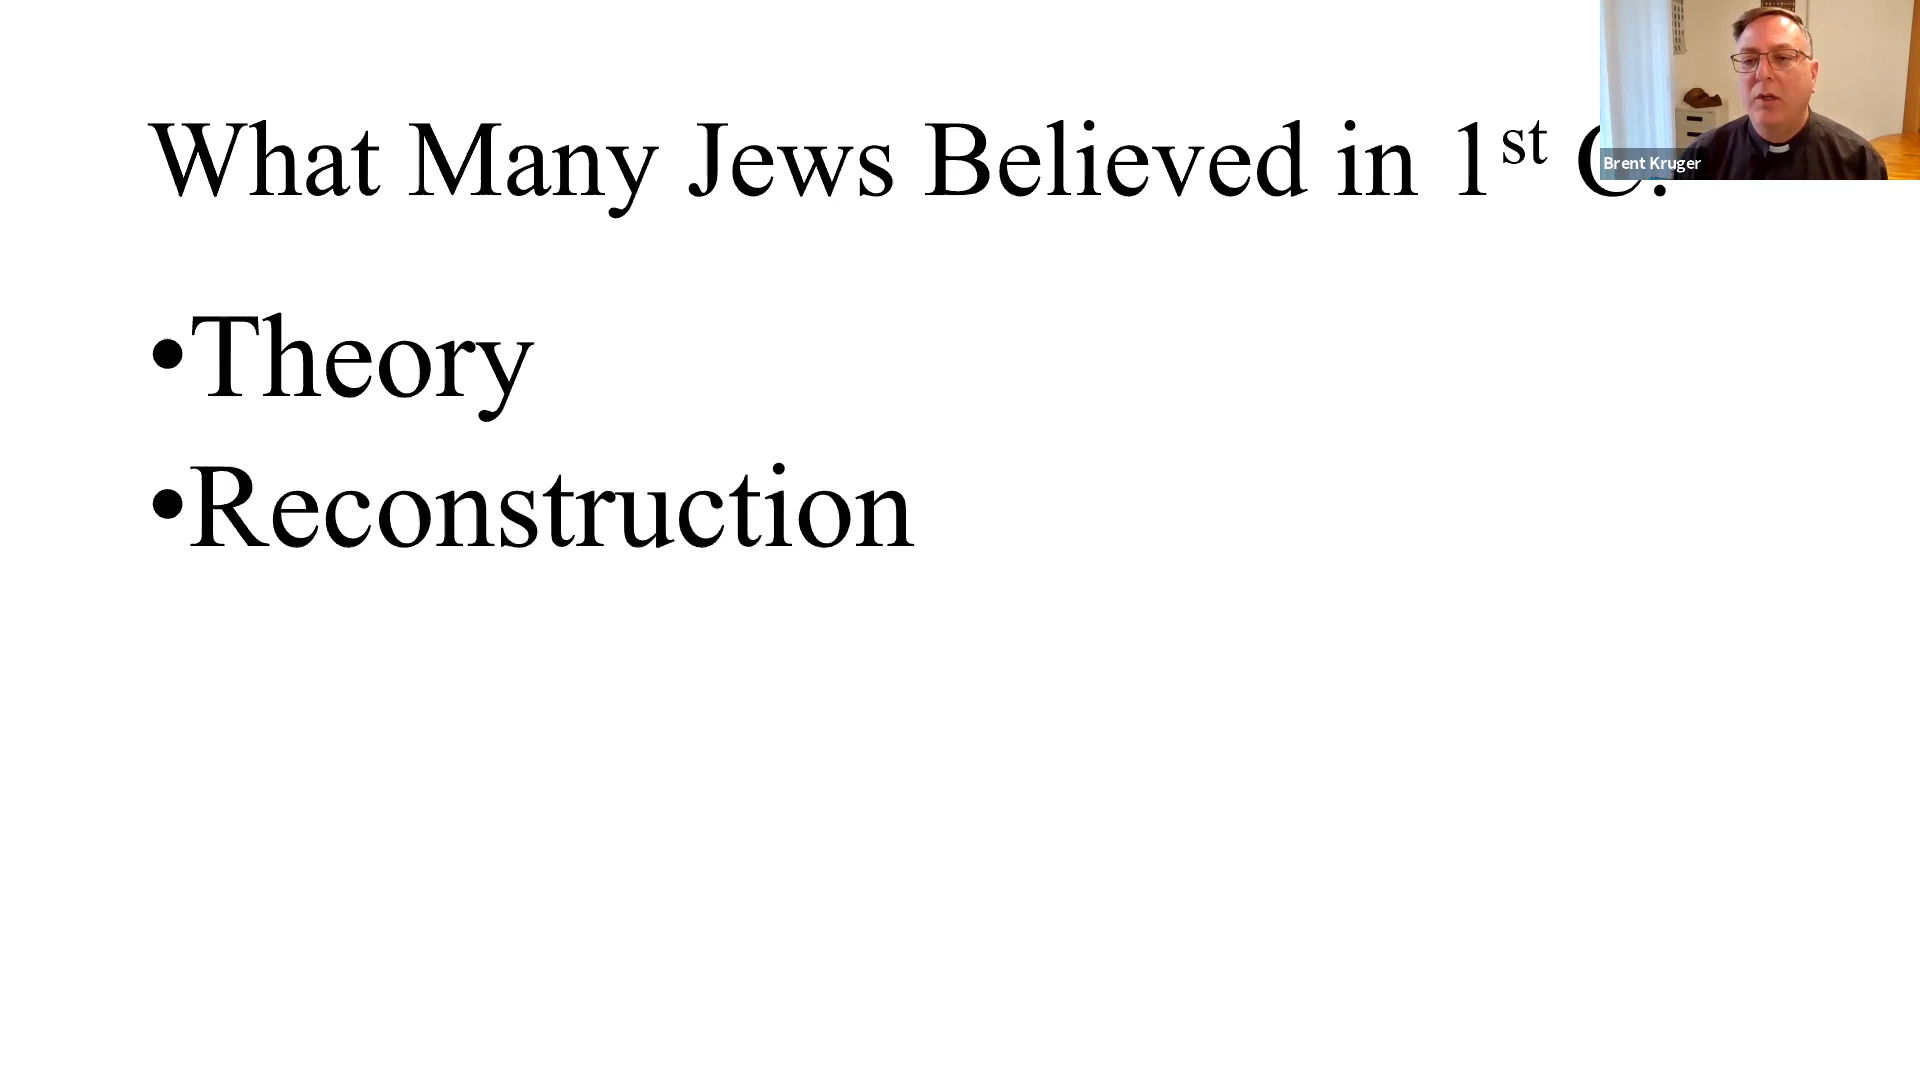 What Many Jews Believed in 1st C.
•Theory
•Reconstruction
Brent Kruger